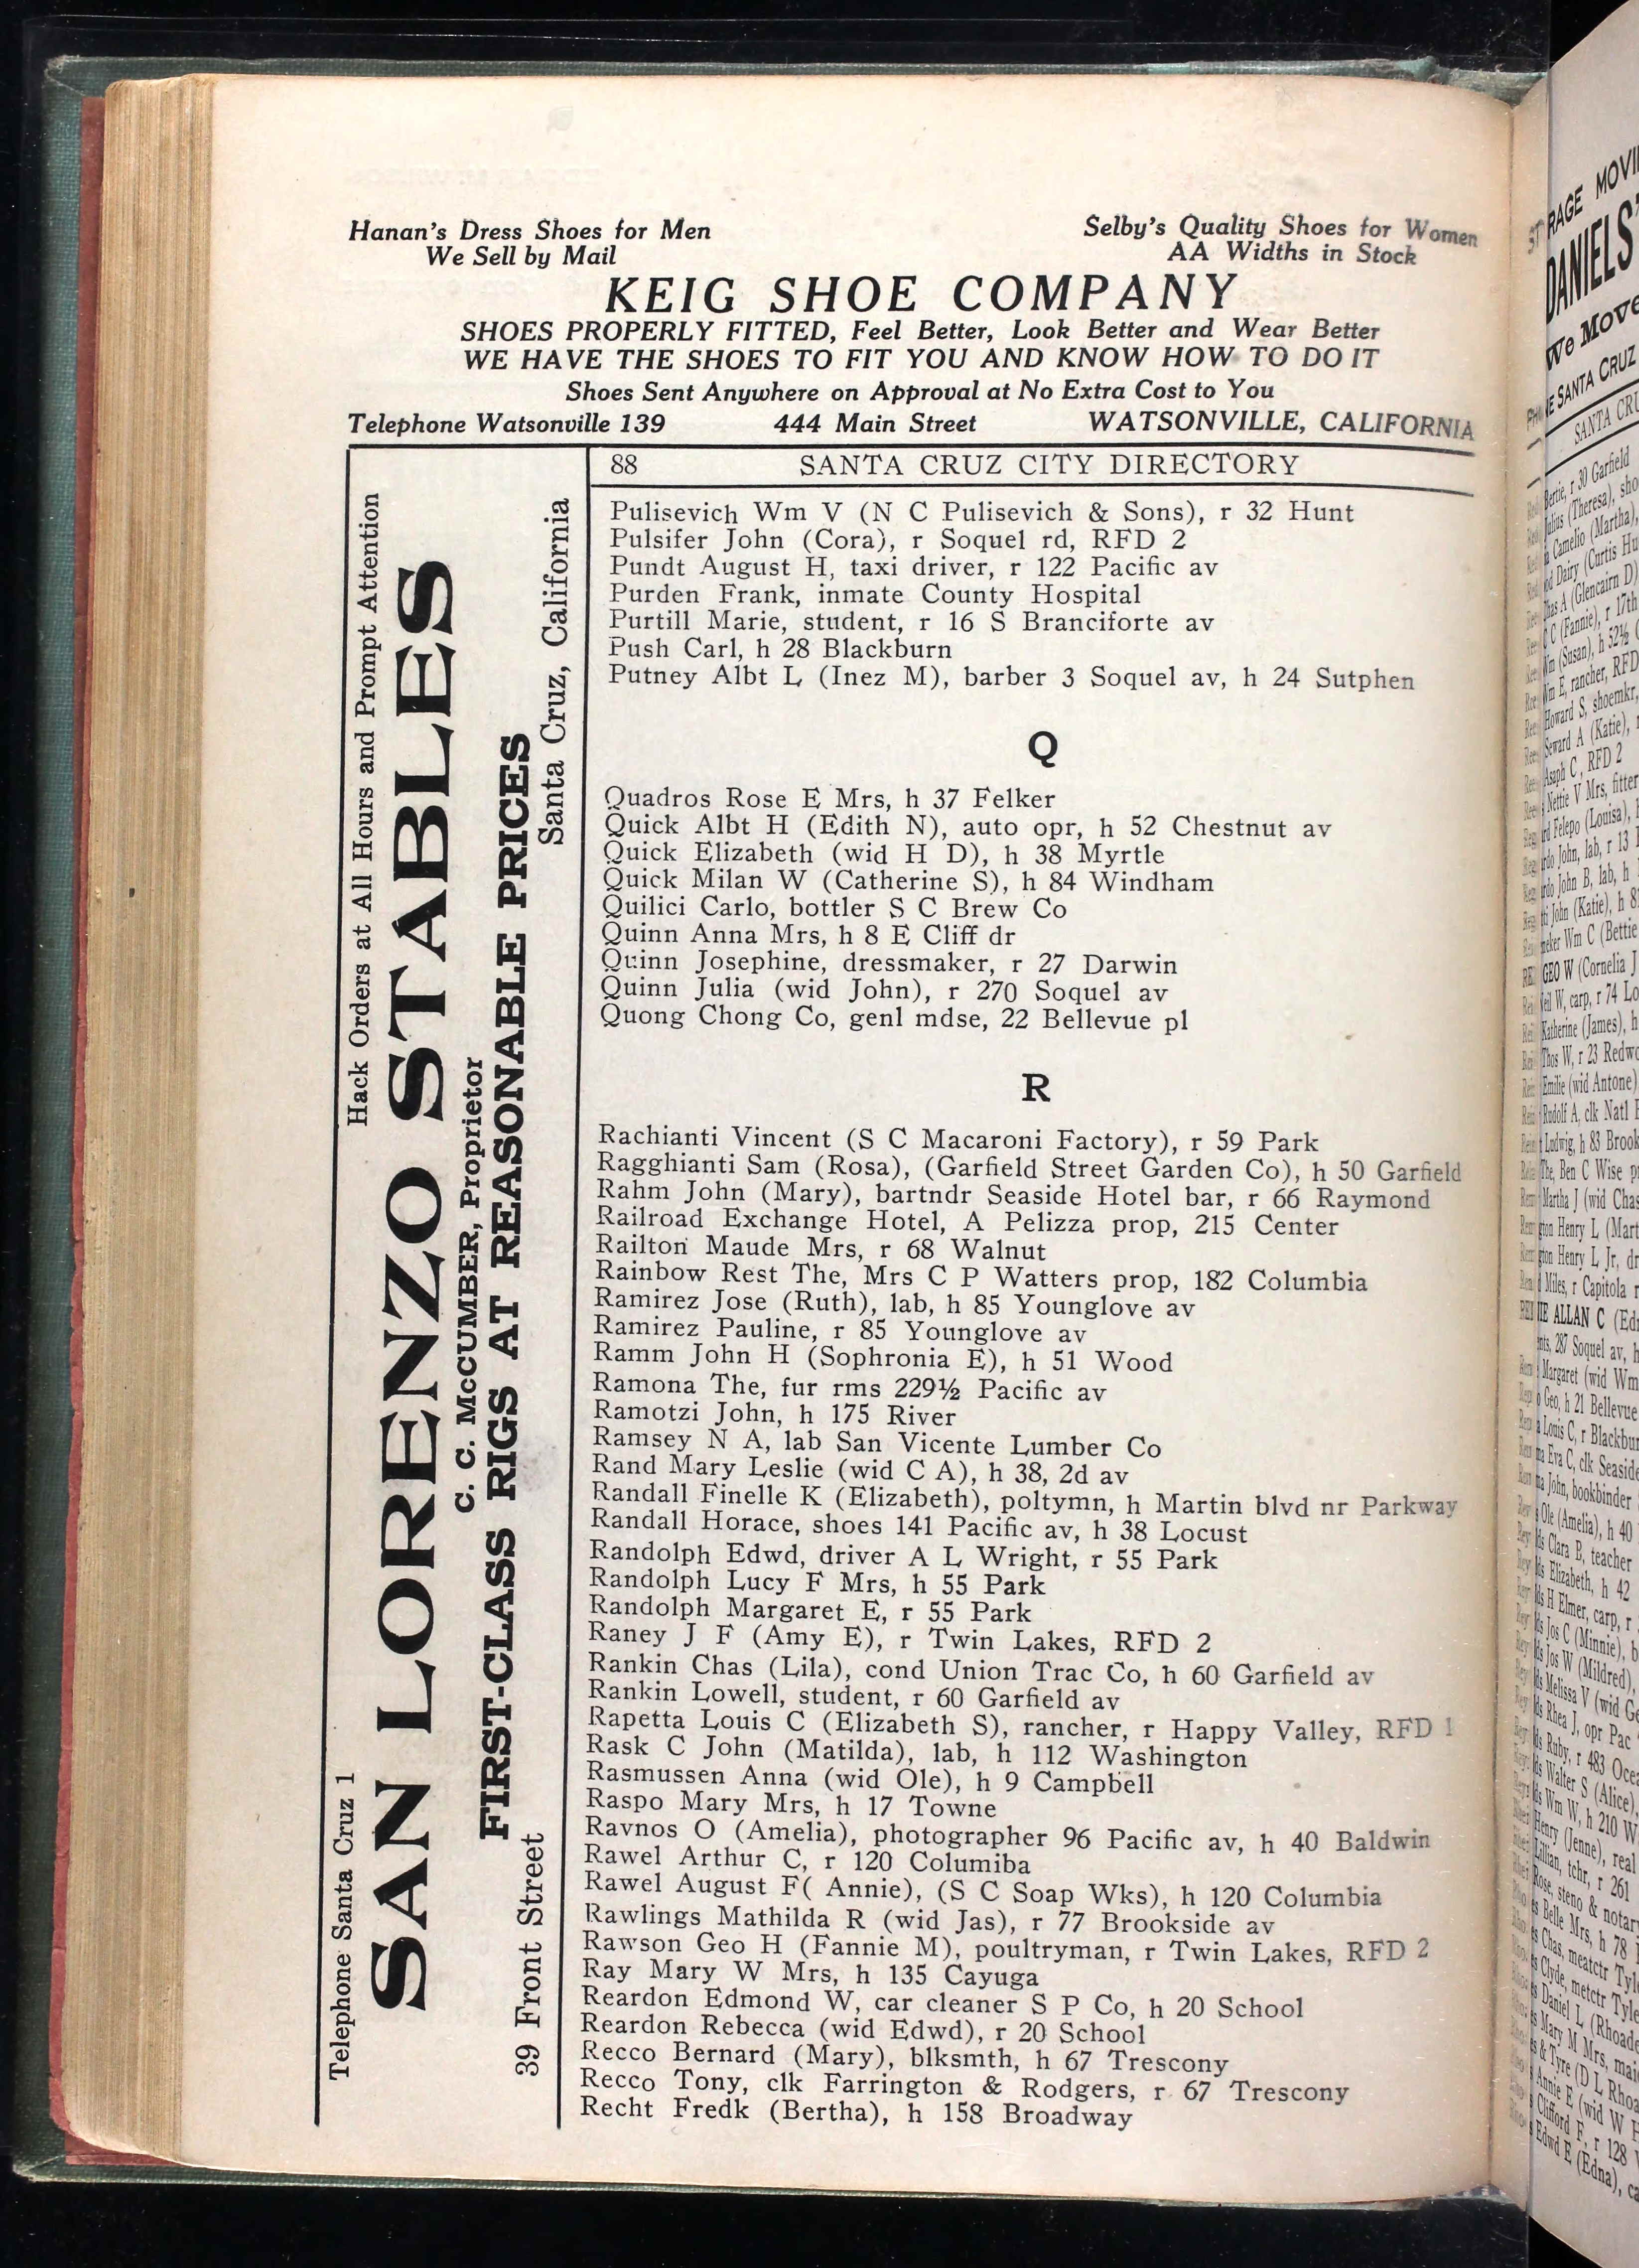 Hanan's Dress Shoes for Men
We Sell by Mail
Selby's Quality Shoes for Women
AA Widths in Stock
KEIG SHOE COMPANY
SHOES PROPERLY FITTED, Feel Better, Look Better and Wear Better
WE HAVE THE SHOES TO FIT YOU AND KNOW HOW TO DO IT
Shoes Sent Anywhere on Approval at No Extra Cost to You
Telephone Watsonville 139 444 Main Street WATSONVILLE, CALIFORNIA
Telephone Santa Cruz 1 Hack Orders at All Hours and Prompt Attention
SAN LORENZO STABLES
C. C. McCUMBER, Proprietor
FIRST-CLASS RIGS AT REASONABLE PRICES
39 Front Street Santa Cruz, California
88 SANTA CRUZ CITY DIRECTORY
Pulisevich Wm V (N C Pulisevich & Sons), r 32 Hunt
Pulsifer John (Cora), r Soquel rd, RFD 2
Pundt August H, taxi driver, r 122 Pacific av
Purden Frank, inmate County Hospital
Purtill Marie, student, r 16 S Branciforte av
Push Carl, h 28 Blackburn
Putney Albt L (Inez M), barber 3 Soquel av, h 24 Sutphen
Q
Quadros Rose E Mrs, h 37 Felker
Quick Albt H (Edith N), auto opr, h 52 Chestnut av
Quick Elizabeth (wid H D), h 38 Myrtle
Quick Milan W (Catherine S), h 84 Windham
Quilici Carlo, bottler S C Brew Co
Quinn Anna Mrs, h 8 E Cliff dr
Quinn Josephine, dressmaker, r 27 Darwin
Quinn Julia (wid John), r 270 Soquel av
Quong Chong Co, genl mdse, 22 Bellevue pl
R
Rachianti Vincent (S C Macaroni Factory), r 59 Park
Ragghianti Sam (Rosa), (Garfield Street Garden Co), h 50 Garfield
Rahm John (Mary), bartndr Seaside Hotel bar, r 66 Raymond
Railroad Exchange Hotel, A Pelizza prop, 215 Center
Railton Maude Mrs, r 68 Walnut
Rainbow Rest The, Mrs C P Watters prop, 182 Columbia
Ramirez Jose (Ruth), lab, h 85 Younglove av
Ramirez Pauline, r 85 Younglove av
Ramm John H (Sophronia E), h 51 Wood
Ramona The, fur rms 229½ Pacific av
Ramotzi John, h 175 River
Ramsey N A, lab San Vicente Lumber Co
Rand Mary Leslie (wid C A), h 38, 2d av
Randall Finelle K (Elizabeth), poltymn, h Martin blvd nr Parkway
Randall Horace, shoes 141 Pacific av, h 38 Locust
Randolph Edwd, driver A L Wright, r 55 Park
Randolph Lucy F Mrs, h 55 Park
Randolph Margaret E, r 55 Park
Raney J F (Amy E), r Twin Lakes, RFD 2
Rankin Chas (Lila), cond Union Trac Co, h 60 Garfield av
Rankin Lowell, student, r 60 Garfield av
Rapetta Louis C (Elizabeth S), rancher, r Happy Valley, RFD 1
Rask C John (Matilda), lab, h 112 Washington
Rasmussen Anna (wid Ole), h 9 Campbell
Raspo Mary Mrs, h 17 Towne
Ravnos O (Amelia), photographer 96 Pacific av, h 40 Baldwin
Rawel Arthur C, r 120 Columiba
Rawel August F( Annie), (S C Soap Wks), h 120 Columbia
Rawlings Mathilda R (wid Jas), r 77 Brookside av
Rawson Geo H (Fannie M), poultryman, r Twin Lakes, RFD 2
Ray Mary W Mrs, h 135 Cayuga
Reardon Edmond W, car cleaner S P Co, h 20 School
Reardon Rebecca (wid Edwd), r 20 School
Recco Bernard (Mary), blksmth, h 67 Trescony
Recco Tony, clk Farrington & Rodgers, r 67 Trescony
Recht Fredk (Bertha), h 158 Broadway